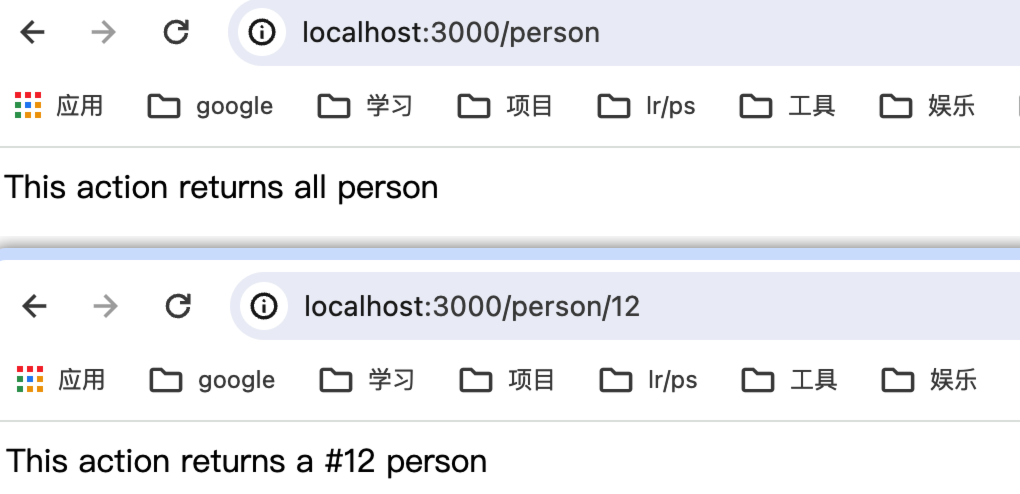 localhost:3000/person
应用 google 学习 项目 lr/ps 工具 娱乐
This action returns all person
localhost:3000/person/12
应用 google 学习 项目 lr/ps 工具 娱乐
This action returns a #12 person